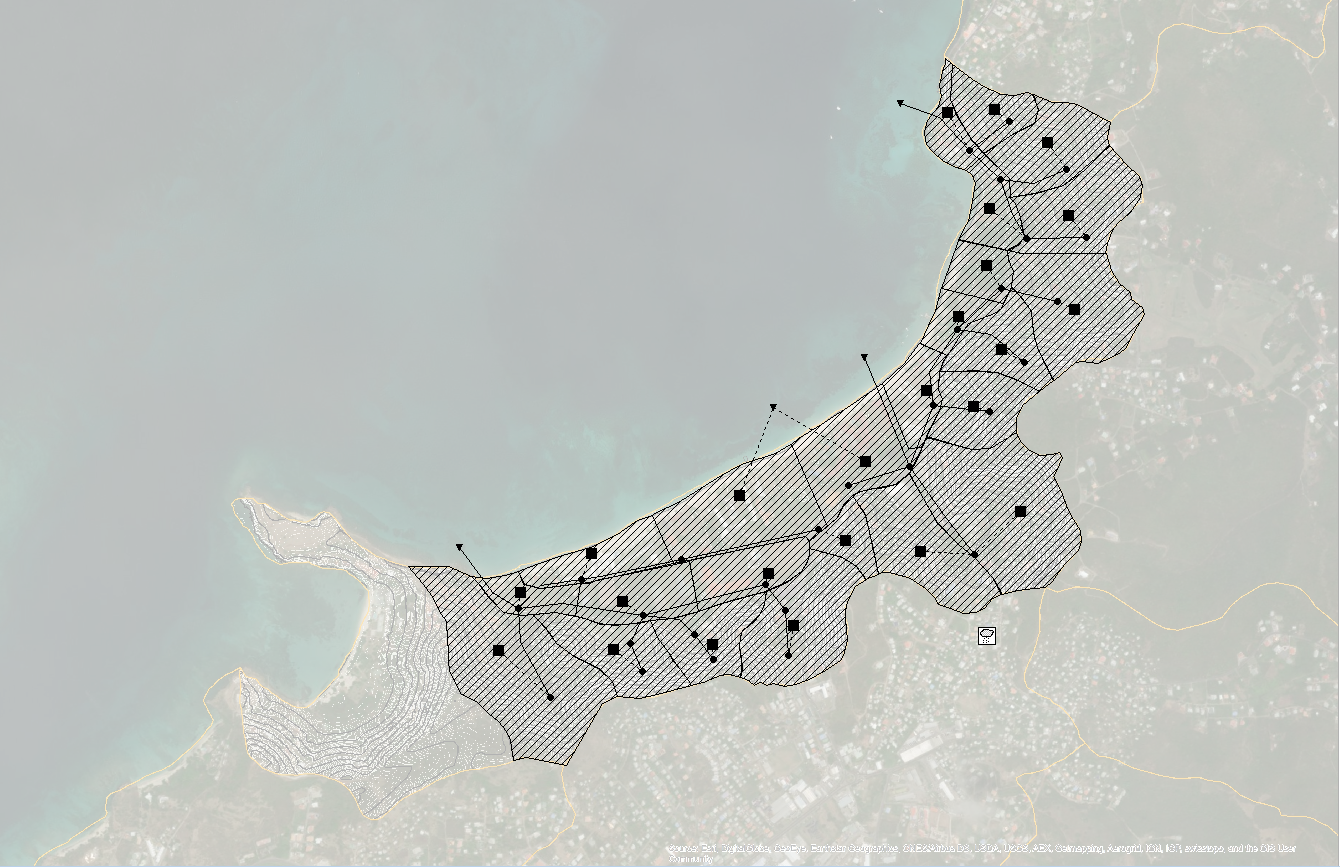 Source: Esri, DigitalGlobe, GeoEye, Earthstar Geographics, CNES/Airbus DS, USDA, USGS, AEX, Getmapping, Aerogrid, IGN, IGP, swisstopo, and the GIS User
Community